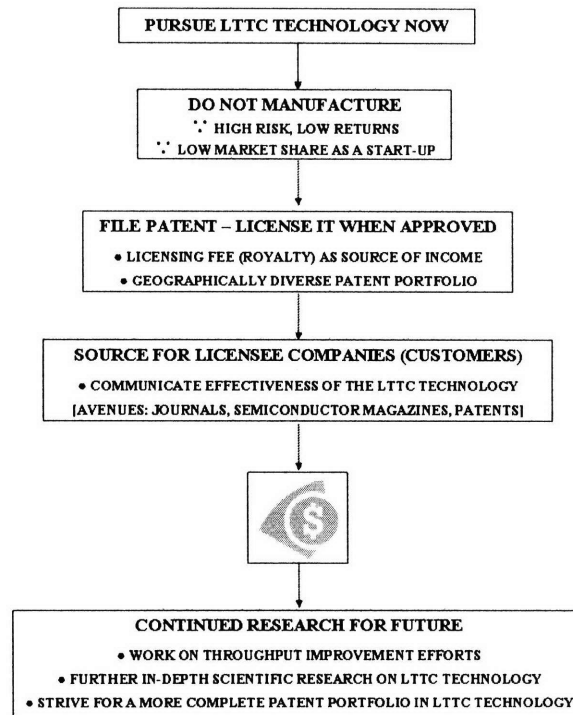 PURSUE LTTC TECHNOLOGY NOW
DO NOT MANUFACTURE
∵ HIGH RISK, LOW RETURNS
∵ LOW MARKET SHARE AS A START-UP
FILE PATENT – LICENSE IT WHEN APPROVED
• LICENSING FEE (ROYALTY) AS SOURCE OF INCOME
• GEOGRAPHICALLY DIVERSE PATENT PORTFOLIO
SOURCE FOR LICENSEE COMPANIES (CUSTOMERS)
• COMMUNICATE EFFECTIVENESS OF THE LTTC TECHNOLOGY
[AVENUES: JOURNALS, SEMICONDUCTOR MAGAZINES, PATENTS]
$
CONTINUED RESEARCH FOR FUTURE
• WORK ON THROUGHPUT IMPROVEMENT EFFORTS
• FURTHER IN-DEPTH SCIENTIFIC RESEARCH ON LTTC TECHNOLOGY
• STRIVE FOR A MORE COMPLETE PATENT PORTFOLIO IN LTTC TECHNOLOGY